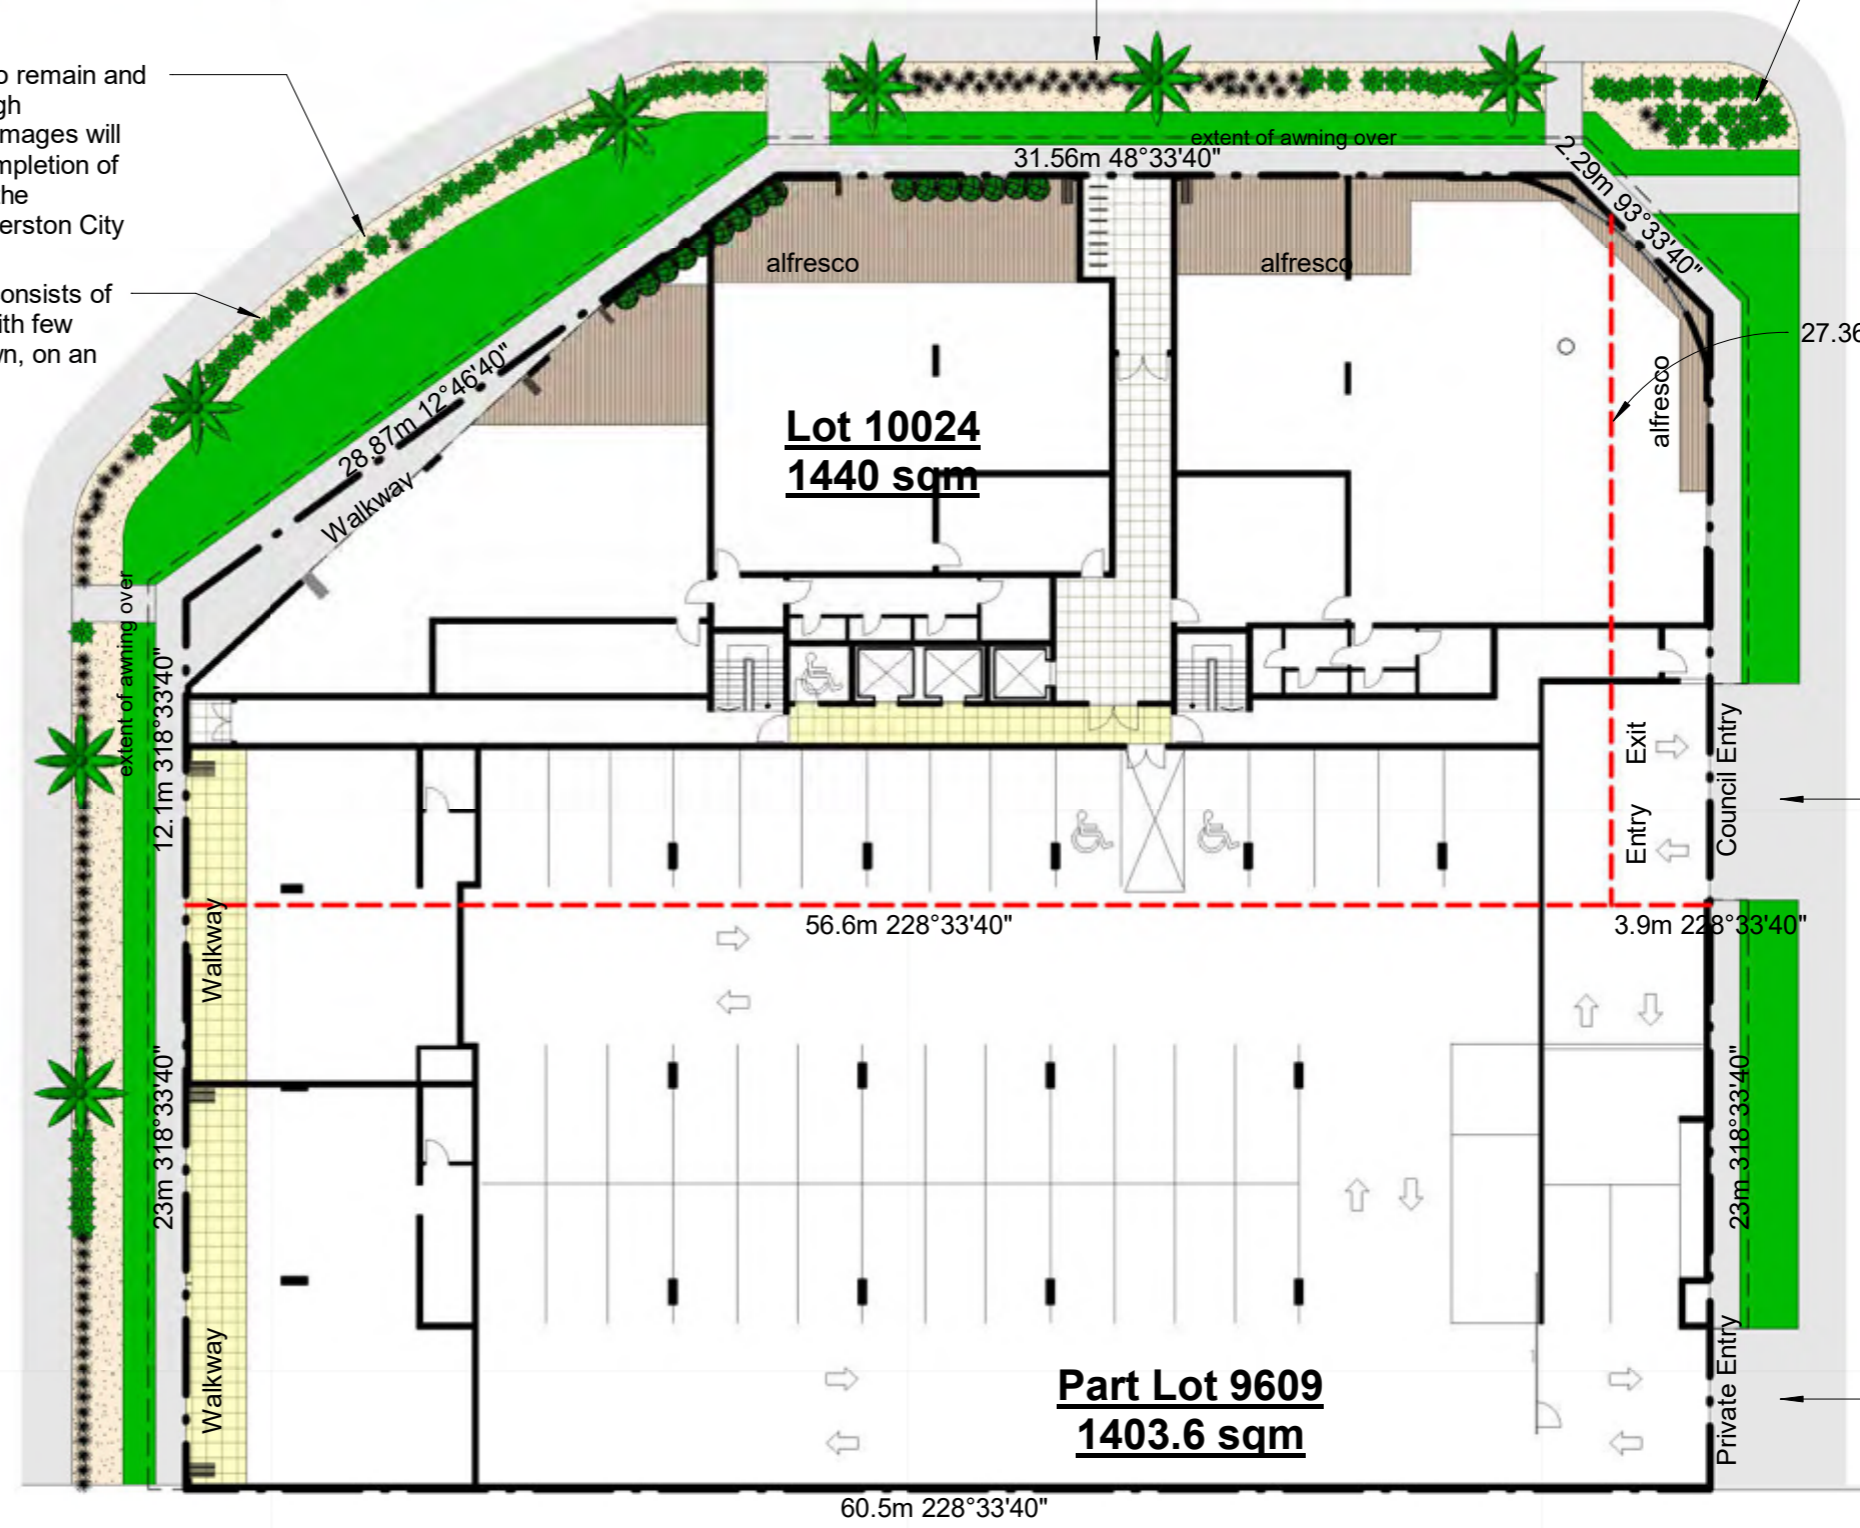 o remain and
gh
mages will
mpletion of
the
erston City
onsists of
ith few
wn, on an
extent of awning over
31.56m 48°33'40"
2.29m 93°33'40"
alfresco
alfresco
27.36
alfresco
28.87m 12°46'40"
Walkway
Lot 10024
1440 sqm
extent of awning over
12.1m 318°33'40"
Exit
Entry
Council Entry
Walkway
56.6m 228°33'40"
3.9m 228°33'40"
23m 318°33'40"
23m 318°33'40"
Walkway
Part Lot 9609
1403.6 sqm
Private Entry
60.5m 228°33'40"